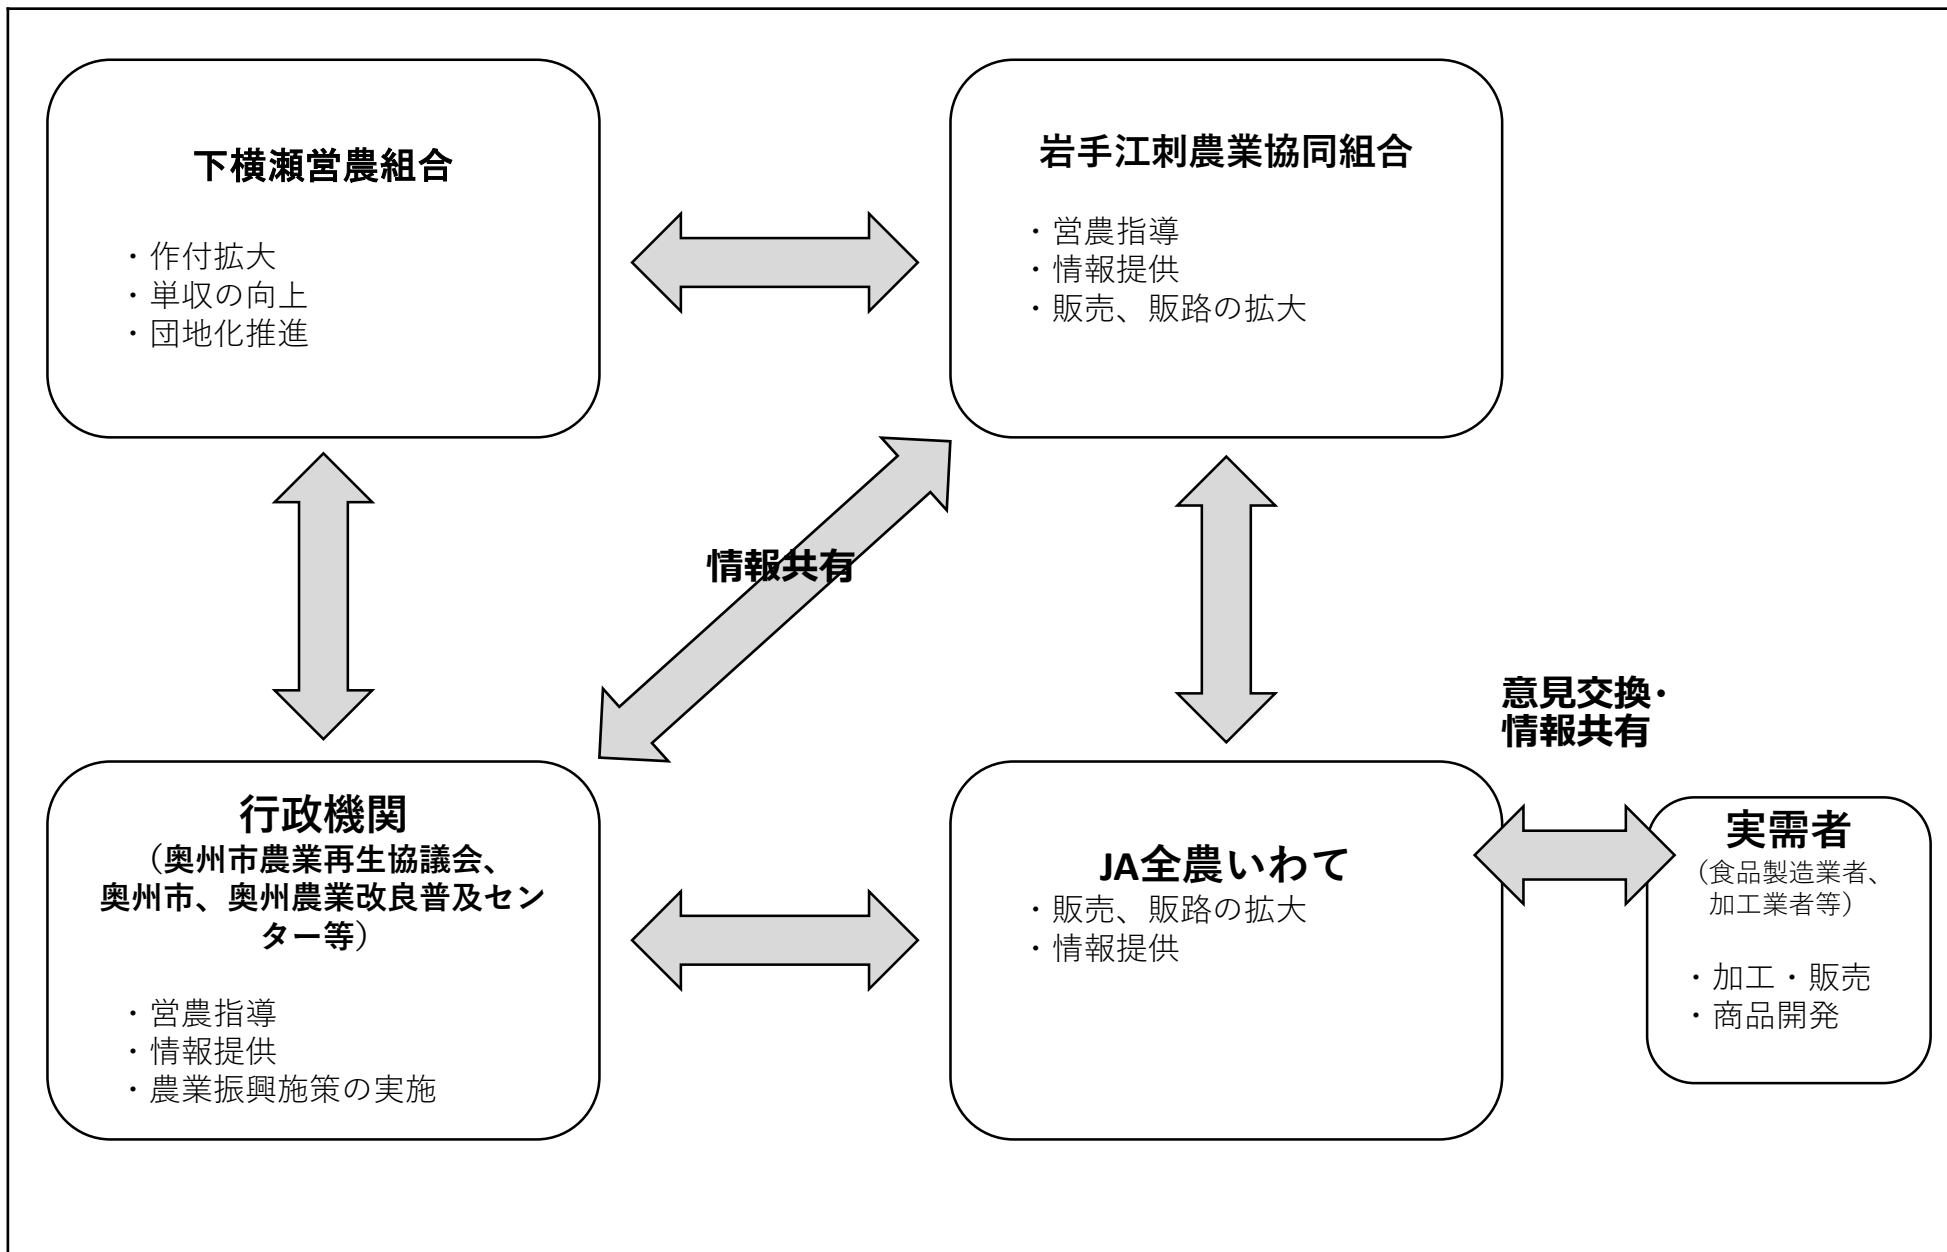 下横瀬営農組合
・作付拡大
・単収の向上
・団地化推進
岩手江刺農業協同組合
・営農指導
・情報提供
・販売、販路の拡大
情報共有
意見交換・
情報共有
行政機関
（奥州市農業再生協議会、
奥州市、奥州農業改良普及セン
ター等）
・営農指導
・情報提供
・農業振興施策の実施
JA全農いわて
・販売、販路の拡大
・情報提供
実需者
（食品製造業者、
加工業者等）
・加工・販売
・商品開発